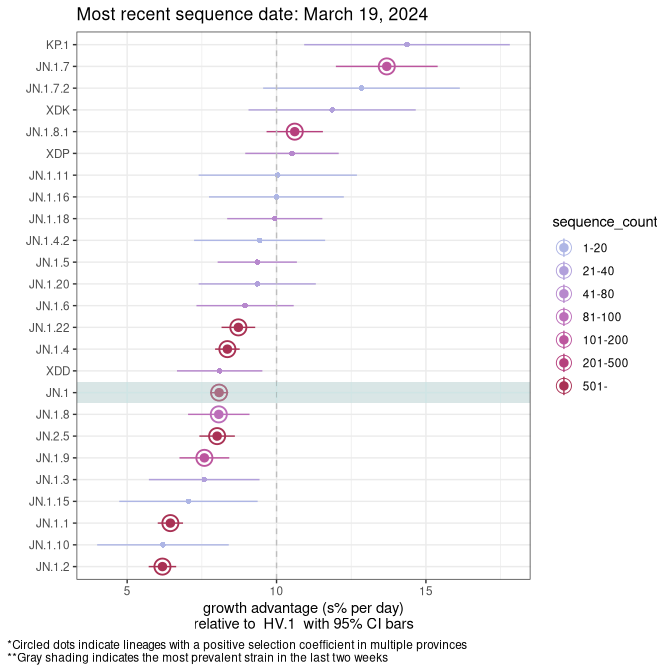 Most recent sequence date: March 19, 2024
KP.1
JN.1.7
JN.1.7.2
XDK
JN.1.8.1
XDP
JN.1.11
JN.1.16
JN.1.18
JN.1.4.2
JN.1.5
JN.1.20
JN.1.6
JN.1.22
JN.1.4
XDD
JN.1
JN.1.8
JN.2.5
JN.1.9
JN.1.3
JN.1.15
JN.1.1
JN.1.10
JN.1.2
5 10 15
growth advantage (s% per day)
relative to HV.1 with 95% CI bars
sequence_count
1-20
21-40
41-80
81-100
101-200
201-500
501-
*Circled dots indicate lineages with a positive selection coefficient in multiple provinces
**Gray shading indicates the most prevalent strain in the last two weeks